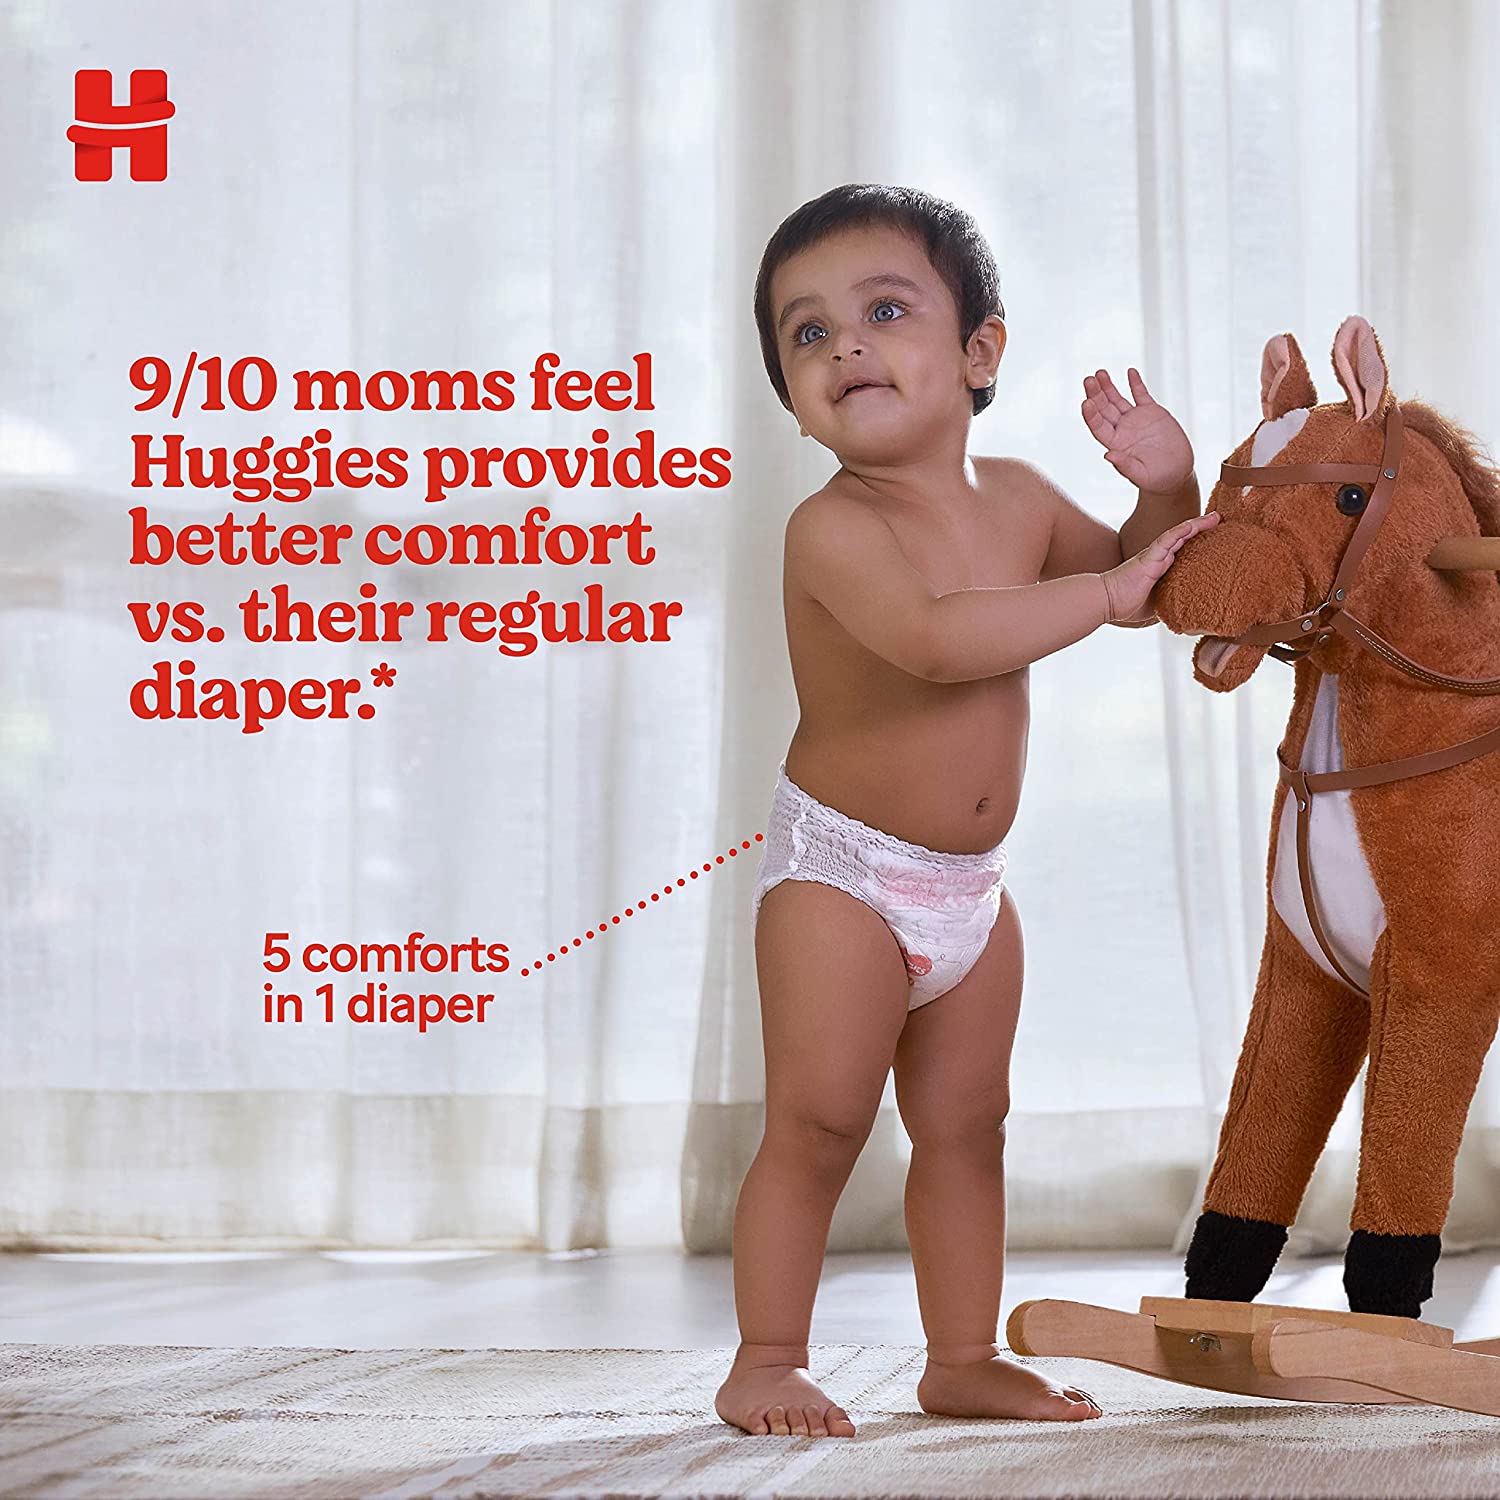 H
9/10 moms feel
Huggies provides
better comfort
vs. their regular
diaper.*
5 comforts
in 1 diaper